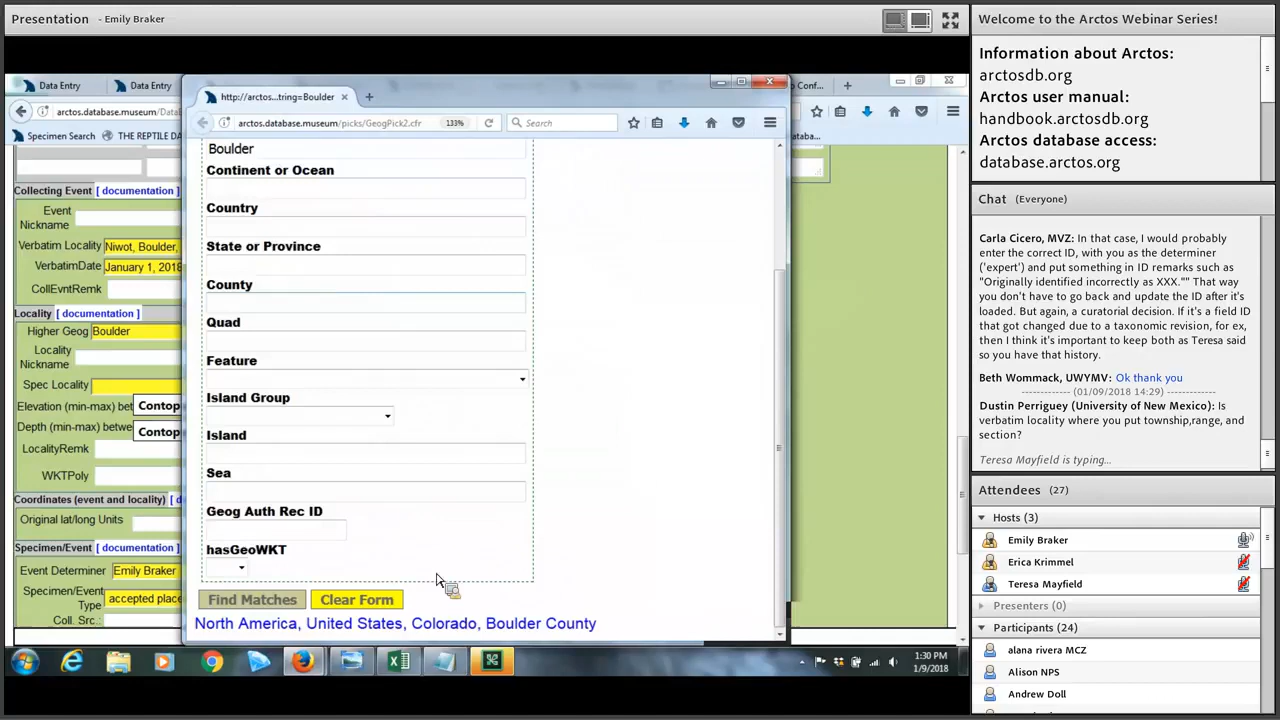 Presentation - Emily Braker
Welcome to the Arctos Webinar Series!
Information about Arctos:
arctosdb.org
Arctos user manual:
handbook.arctosdb.org
Arctos database access:
database.arctos.org
Chat (Everyone)
Carla Cicero, MVZ: In that case, I would probably
enter the correct ID, with you as the determiner
('expert') and put something in ID remarks such as
"Originally identified incorrectly as XXX."" That way
you don't have to go back and update the ID after it's
loaded. But again, a curatorial decision. If it's a field ID
that got changed due to a taxonomic revision, for ex,
then I think it's important to keep both as Teresa said
so you have that history.
Beth Wommack, UWYMV: Ok thank you
(01/09/2018 14:29)
Dustin Perriguey (University of New Mexico): Is
verbatim locality where you put township,range, and
section?
Teresa Mayfield is typing...
Attendees (27)
Hosts (3)
Emily Braker
Erica Krimmel
Teresa Mayfield
Presenters (0)
Participants (24)
alana rivera MCZ
Alison NPS
Andrew Doll
Data Entry
Data Entry
arctos.database.museum/Data
Specimen Search THE REPTILE D
Collecting Event [ documentation ]
Event
Nickname
Verbatim Locality Niwot, Boulder,
VerbatimDate January 1, 2018
CollEvntRemk
Locality [ documentation ]
Higher Geog Boulder
Locality
Nickname
Spec Locality
Elevation (min-max) bet Contop
Depth (min-max) betwe Contop
LocalityRemk
WKTPoly
Coordinates (event and locality) [ d
Original lat/long Units
Specimen/Event [ documentation ]
Event Determiner Emily Braker
Specimen/Event
Type accepted place
Coll. Src.:
http://arctos...tring=Boulder
arctos.database.museum/picks/GeogPick2.cfr 133% Search
Boulder
Continent or Ocean
Country
State or Province
County
Quad
Feature
Island Group
Island
Sea
Geog Auth Rec ID
hasGeoWKT
Find Matches Clear Form
North America, United States, Colorado, Boulder County
1:30 PM
1/9/2018